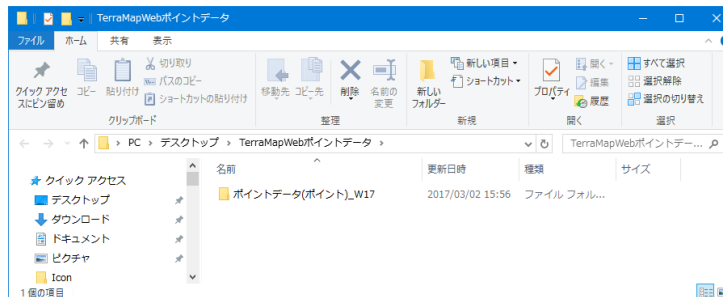 TerraMapWebポイントデータ
ファイル ホーム 共有 表示
クイック アクセスにピン留め
コピー
貼り付け
切り取り
パスのコピー
ショートカットの貼り付け
クリップボード
移動先
コピー先
削除
名前の変更
整理
新しいフォルダー
新しい項目
ショートカット
新規
プロパティ
開く
編集
履歴
開く
すべて選択
選択解除
選択の切り替え
選択
PC › デスクトップ › TerraMapWebポイントデータ ›
TerraMapWebポイントデー...
名前 更新日時 種類 サイズ
クイック アクセス
デスクトップ
ダウンロード
ドキュメント
ピクチャ
Icon
ポイントデータ(ポイント)_W17 2017/03/02 15:56 ファイル フォル...
1 個の項目